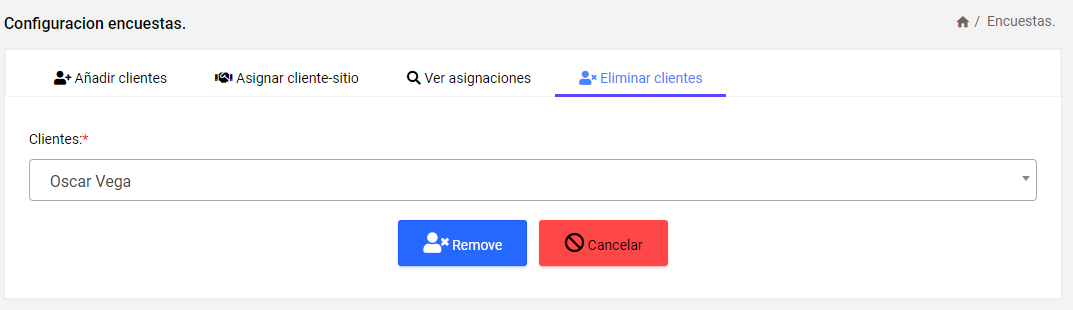 Configuracion encuestas.
/ Encuestas.
Añadir clientes Asignar cliente-sitio Ver asignaciones Eliminar clientes
Clientes:*
Oscar Vega
Remove Cancelar